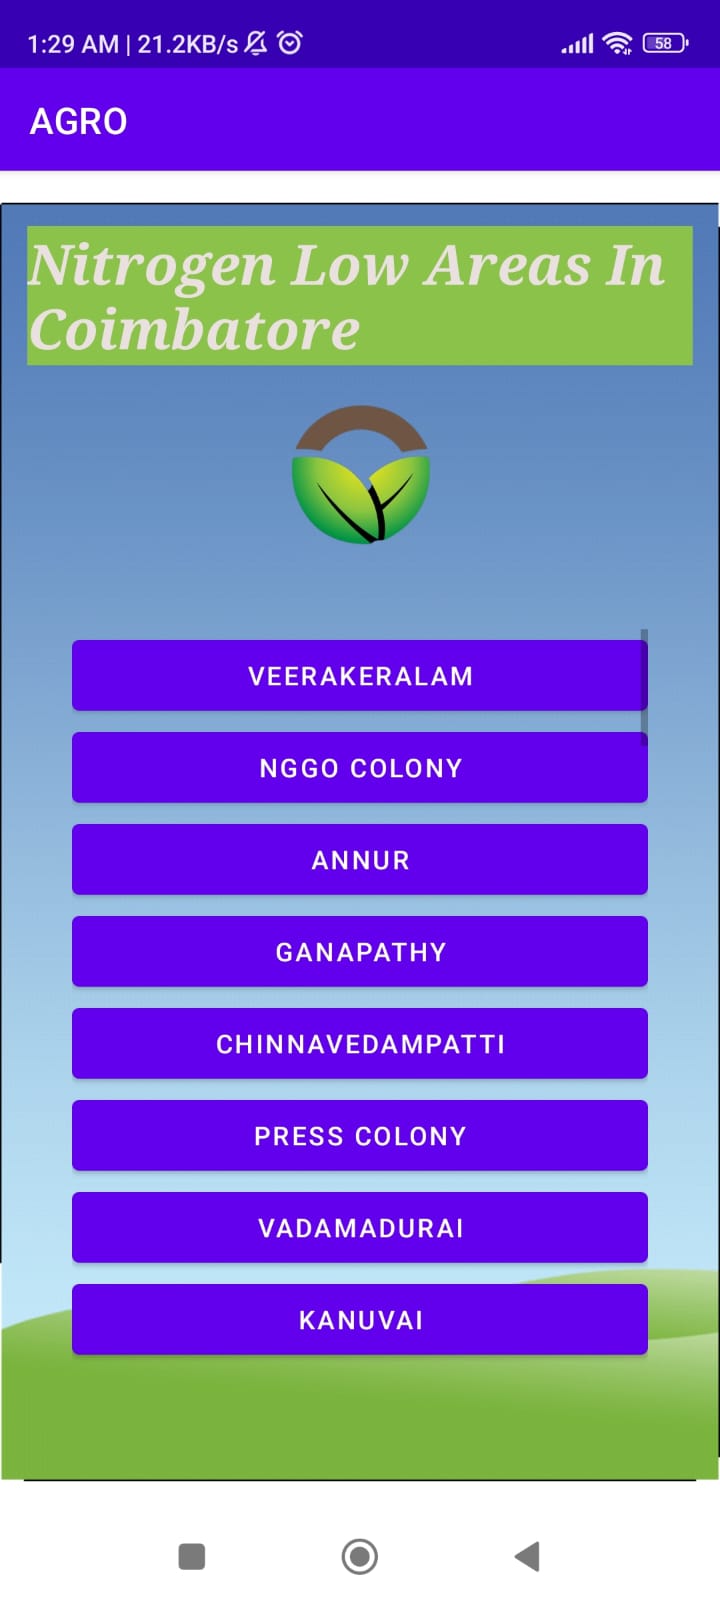 1:29 AM | 21.2KB/s 58
AGRO
Nitrogen Low Areas In
Coimbatore
VEERAKERALAM
NGGO COLONY
ANNUR
GANAPATHY
CHINNAVEDAMPATTI
PRESS COLONY
VADAMADURAI
KANUVAI